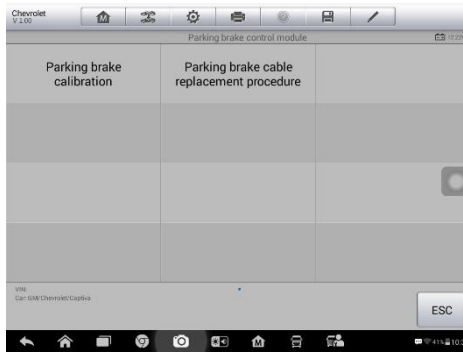 Chevrolet
V 1.00
Parking brake control module
Parking brake
calibration
Parking brake cable
replacement procedure
VIN:
Car: GM/Chevrolet/Captiva
ESC
41%